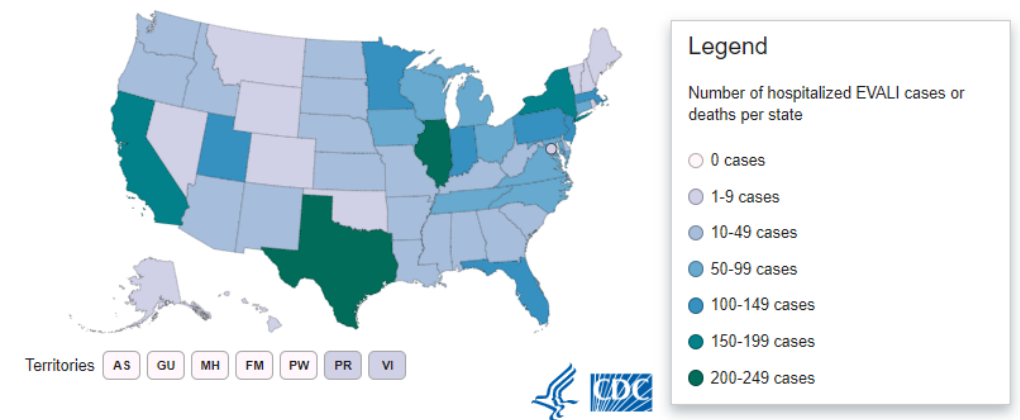 Legend
Number of hospitalized EVALI cases or
deaths per state
0 cases
1-9 cases
10-49 cases
50-99 cases
100-149 cases
150-199 cases
200-249 cases
Territories AS GU MH FM PW PR VI
CDC